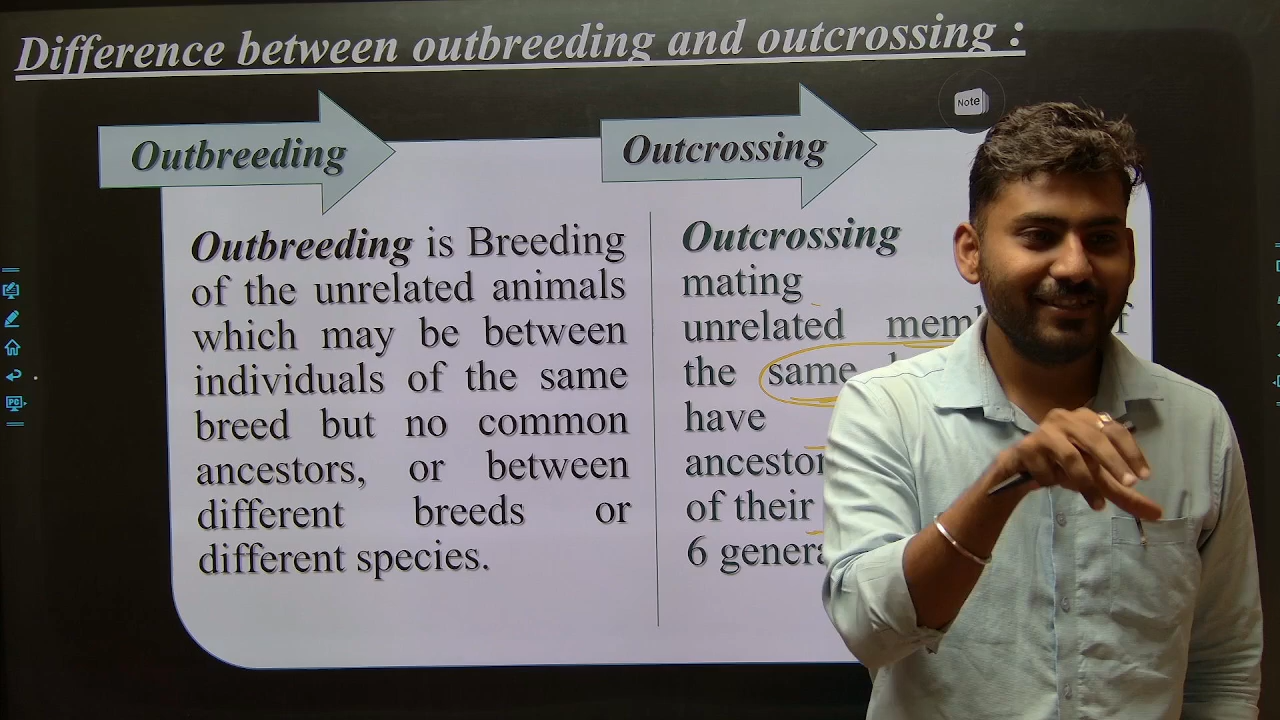 Difference between outbreeding and outcrossing :
Note
Outbreeding
Outcrossing
Outbreeding is Breeding
of the unrelated animals
which may be between
individuals of the same
breed but no common
ancestors, or between
different breeds or
different species.
Outcrossing
mating
unrelated
the same
have
of their
6
PC